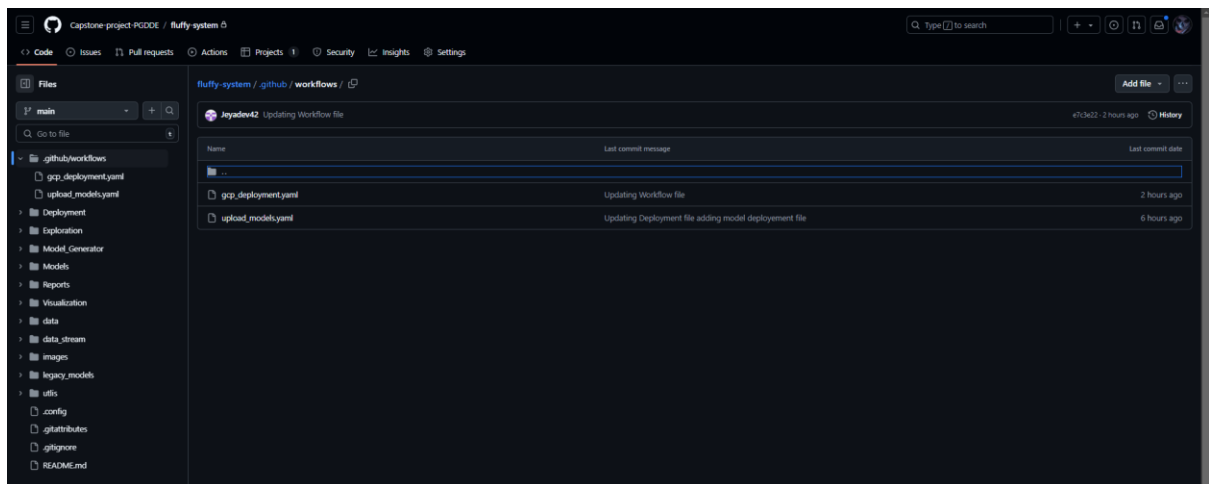 Capstone-project-PGDDE / fluffy-system
Type / to search
Code Issues Pull requests Actions Projects 1 Security Insights Settings
Files
main
Go to file
t
.github/workflows
gcp_deployment.yaml
upload_models.yaml
Deployment
Exploration
Model_Generator
Models
Reports
Visualization
data
data_stream
images
legacy_models
utlis
.config
.gitattributes
.gitignore
README.md
fluffy-system / .github / workflows /
Add file
Jeyadev42 Updating Workflow file
e7c3e22 · 2 hours ago History
Name Last commit message Last commit date
..
gcp_deployment.yaml Updating Workflow file 2 hours ago
upload_models.yaml Updating Deployment file adding model deployement file 6 hours ago